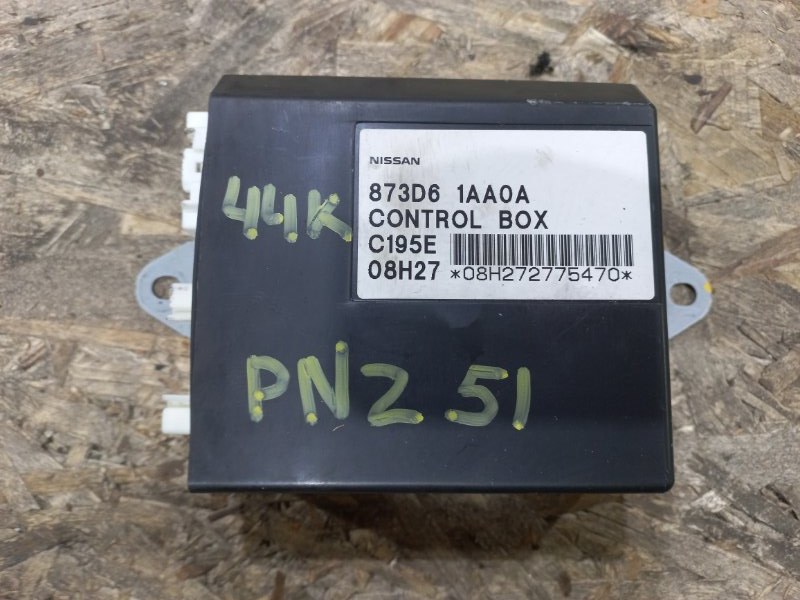 NISSAN
873D6 1AA0A
CONTROL BOX
C195E
08H27 *08H272775470*
44K
PNZ 51